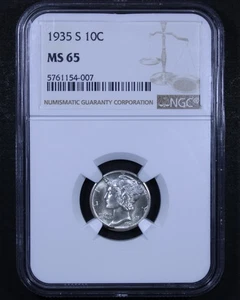 1935 S 10C
MS 65
5761154-007
NUMISMATIC GUARANTY CORPORATION
NGC